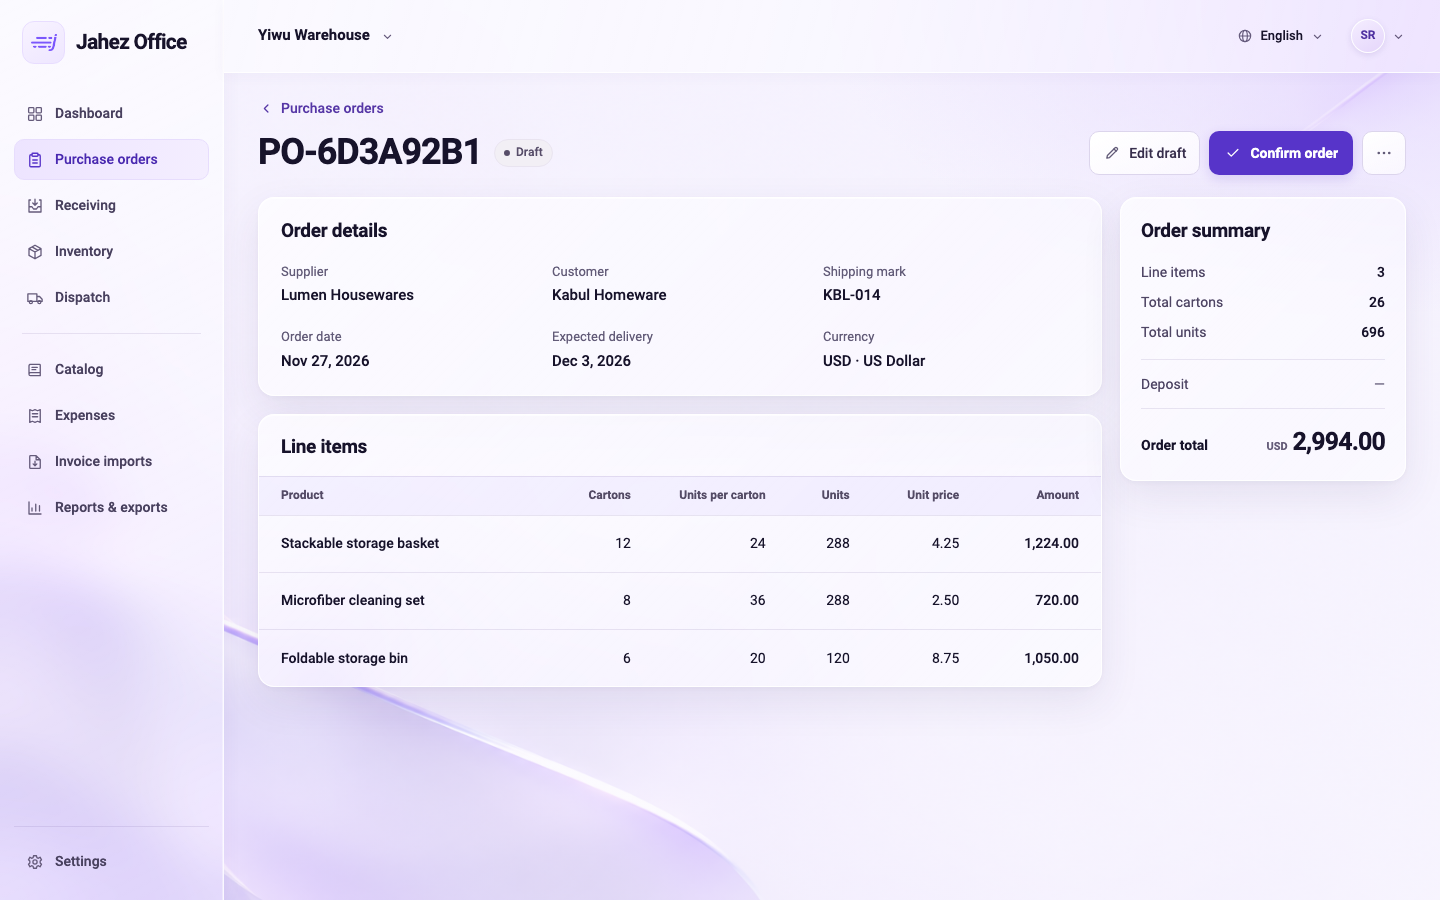 Jahez Office
Yiwu Warehouse
English
SR
Dashboard
Purchase orders
Receiving
Inventory
Dispatch
Catalog
Expenses
Invoice imports
Reports & exports
Settings
Purchase orders
PO-6D3A92B1
Draft
Edit draft
Confirm order
Order details
Supplier Customer Shipping mark
Lumen Housewares Kabul Homeware KBL-014
Order date Expected delivery Currency
Nov 27, 2026 Dec 3, 2026 USD · US Dollar
Line items
Product Cartons Units per carton Units Unit price Amount
Stackable storage basket 12 24 288 4.25 1,224.00
Microfiber cleaning set 8 36 288 2.50 720.00
Foldable storage bin 6 20 120 8.75 1,050.00
Order summary
Line items 3
Total cartons 26
Total units 696
Deposit —
Order total USD 2,994.00